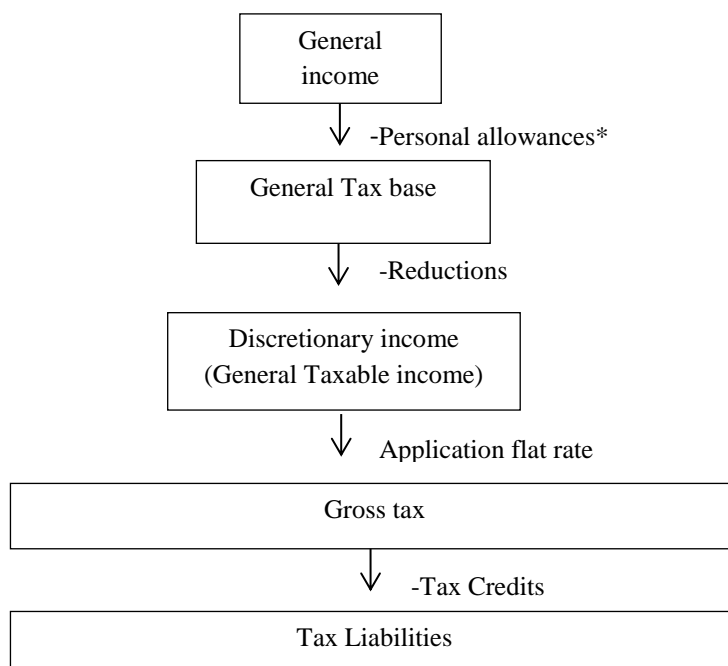 General
income
-Personal allowances*
General Tax base
-Reductions
Discretionary income
(General Taxable income)
Application flat rate
Gross tax
-Tax Credits
Tax Liabilities